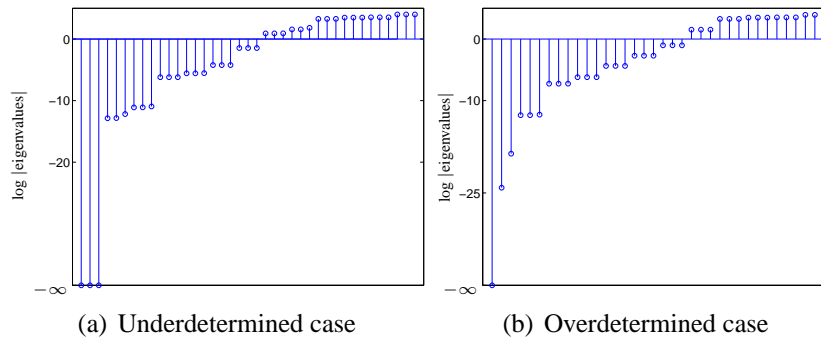 0
-10
-20
−∞
log |eigenvalues|
(a) Underdetermined case
0
-10
-25
−∞
log |eigenvalues|
(b) Overdetermined case